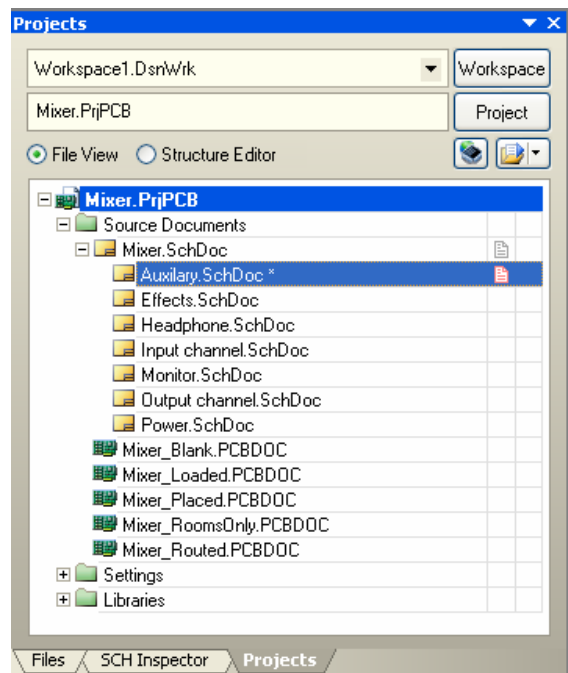 Projects
Workspace1.DsnWrk Workspace
Mixer.PrjPCB Project
File View Structure Editor
Mixer.PrjPCB
Source Documents
Mixer.SchDoc
Auxilary.SchDoc *
Effects.SchDoc
Headphone.SchDoc
Input channel.SchDoc
Monitor.SchDoc
Output channel.SchDoc
Power.SchDoc
Mixer_Blank.PCBDOC
Mixer_Loaded.PCBDOC
Mixer_Placed.PCBDOC
Mixer_RoomsOnly.PCBDOC
Mixer_Routed.PCBDOC
Settings
Libraries
Files SCH Inspector Projects